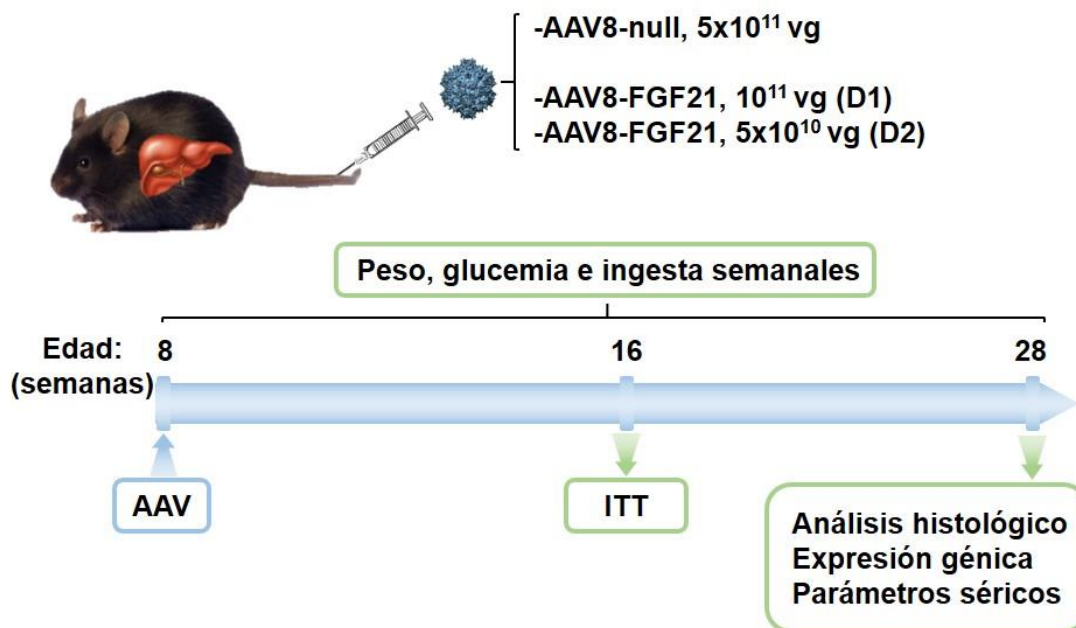 -AAV8-null, 5x10¹¹ vg
-AAV8-FGF21, 10¹¹ vg (D1)
-AAV8-FGF21, 5x10¹⁰ vg (D2)
Peso, glucemia e ingesta semanales
Edad: 8 16 28
(semanas)
AAV
ITT
Análisis histológico
Expresión génica
Parámetros séricos